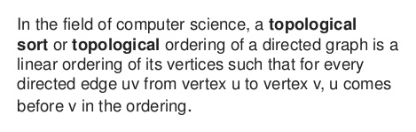 In the field of computer science, a topological
sort or topological ordering of a directed graph is a
linear ordering of its vertices such that for every
directed edge uv from vertex u to vertex v, u comes
before v in the ordering.